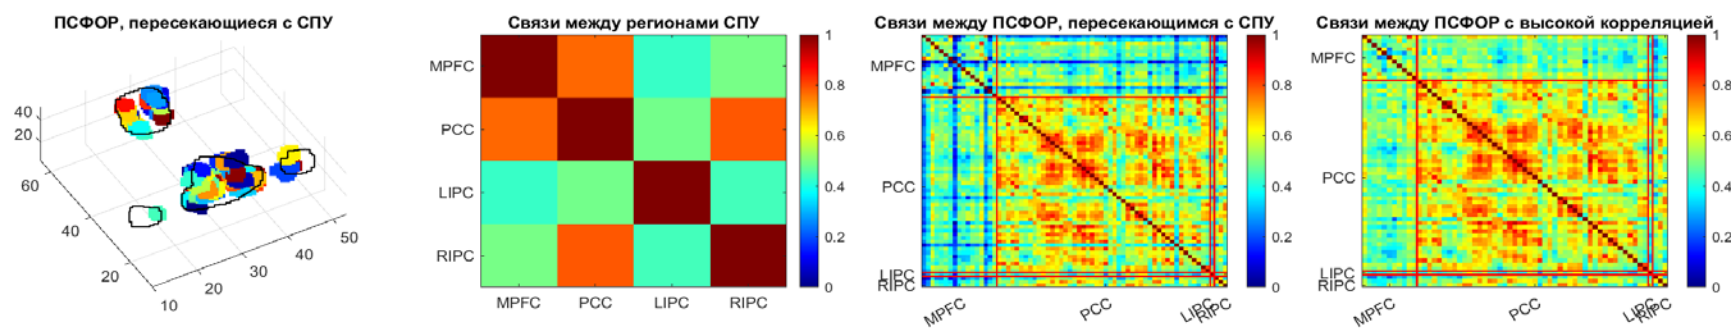 ПСФОР, пересекающиеся с СПУ
40
20
60
40
20
10
20
30
40
50
Связи между регионами СПУ
MPFC
PCC
LIPC
RIPC
MPFC
PCC
LIPC
RIPC
1
0.8
0.6
0.4
0.2
0
Связи между ПСФОР, пересекающимся с СПУ
MPFC
PCC
LIPC
RIPC
MPFC
PCC
LIPC
RIPC
1
0.8
0.6
0.4
0.2
0
Связи между ПСФОР с высокой корреляцией
MPFC
PCC
LIPC
RIPC
MPFC
PCC
LIPC
RIPC
1
0.8
0.6
0.4
0.2
0